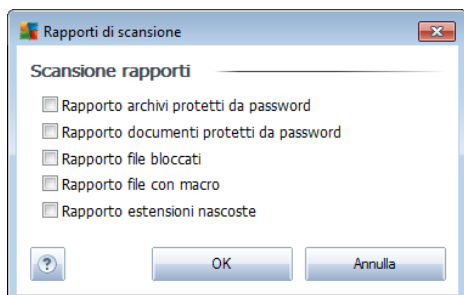 Rapporti di scansione
Scansione rapporti
Rapporto archivi protetti da password
Rapporto documenti protetti da password
Rapporto file bloccati
Rapporto file con macro
Rapporto estensioni nascoste
? OK Annulla